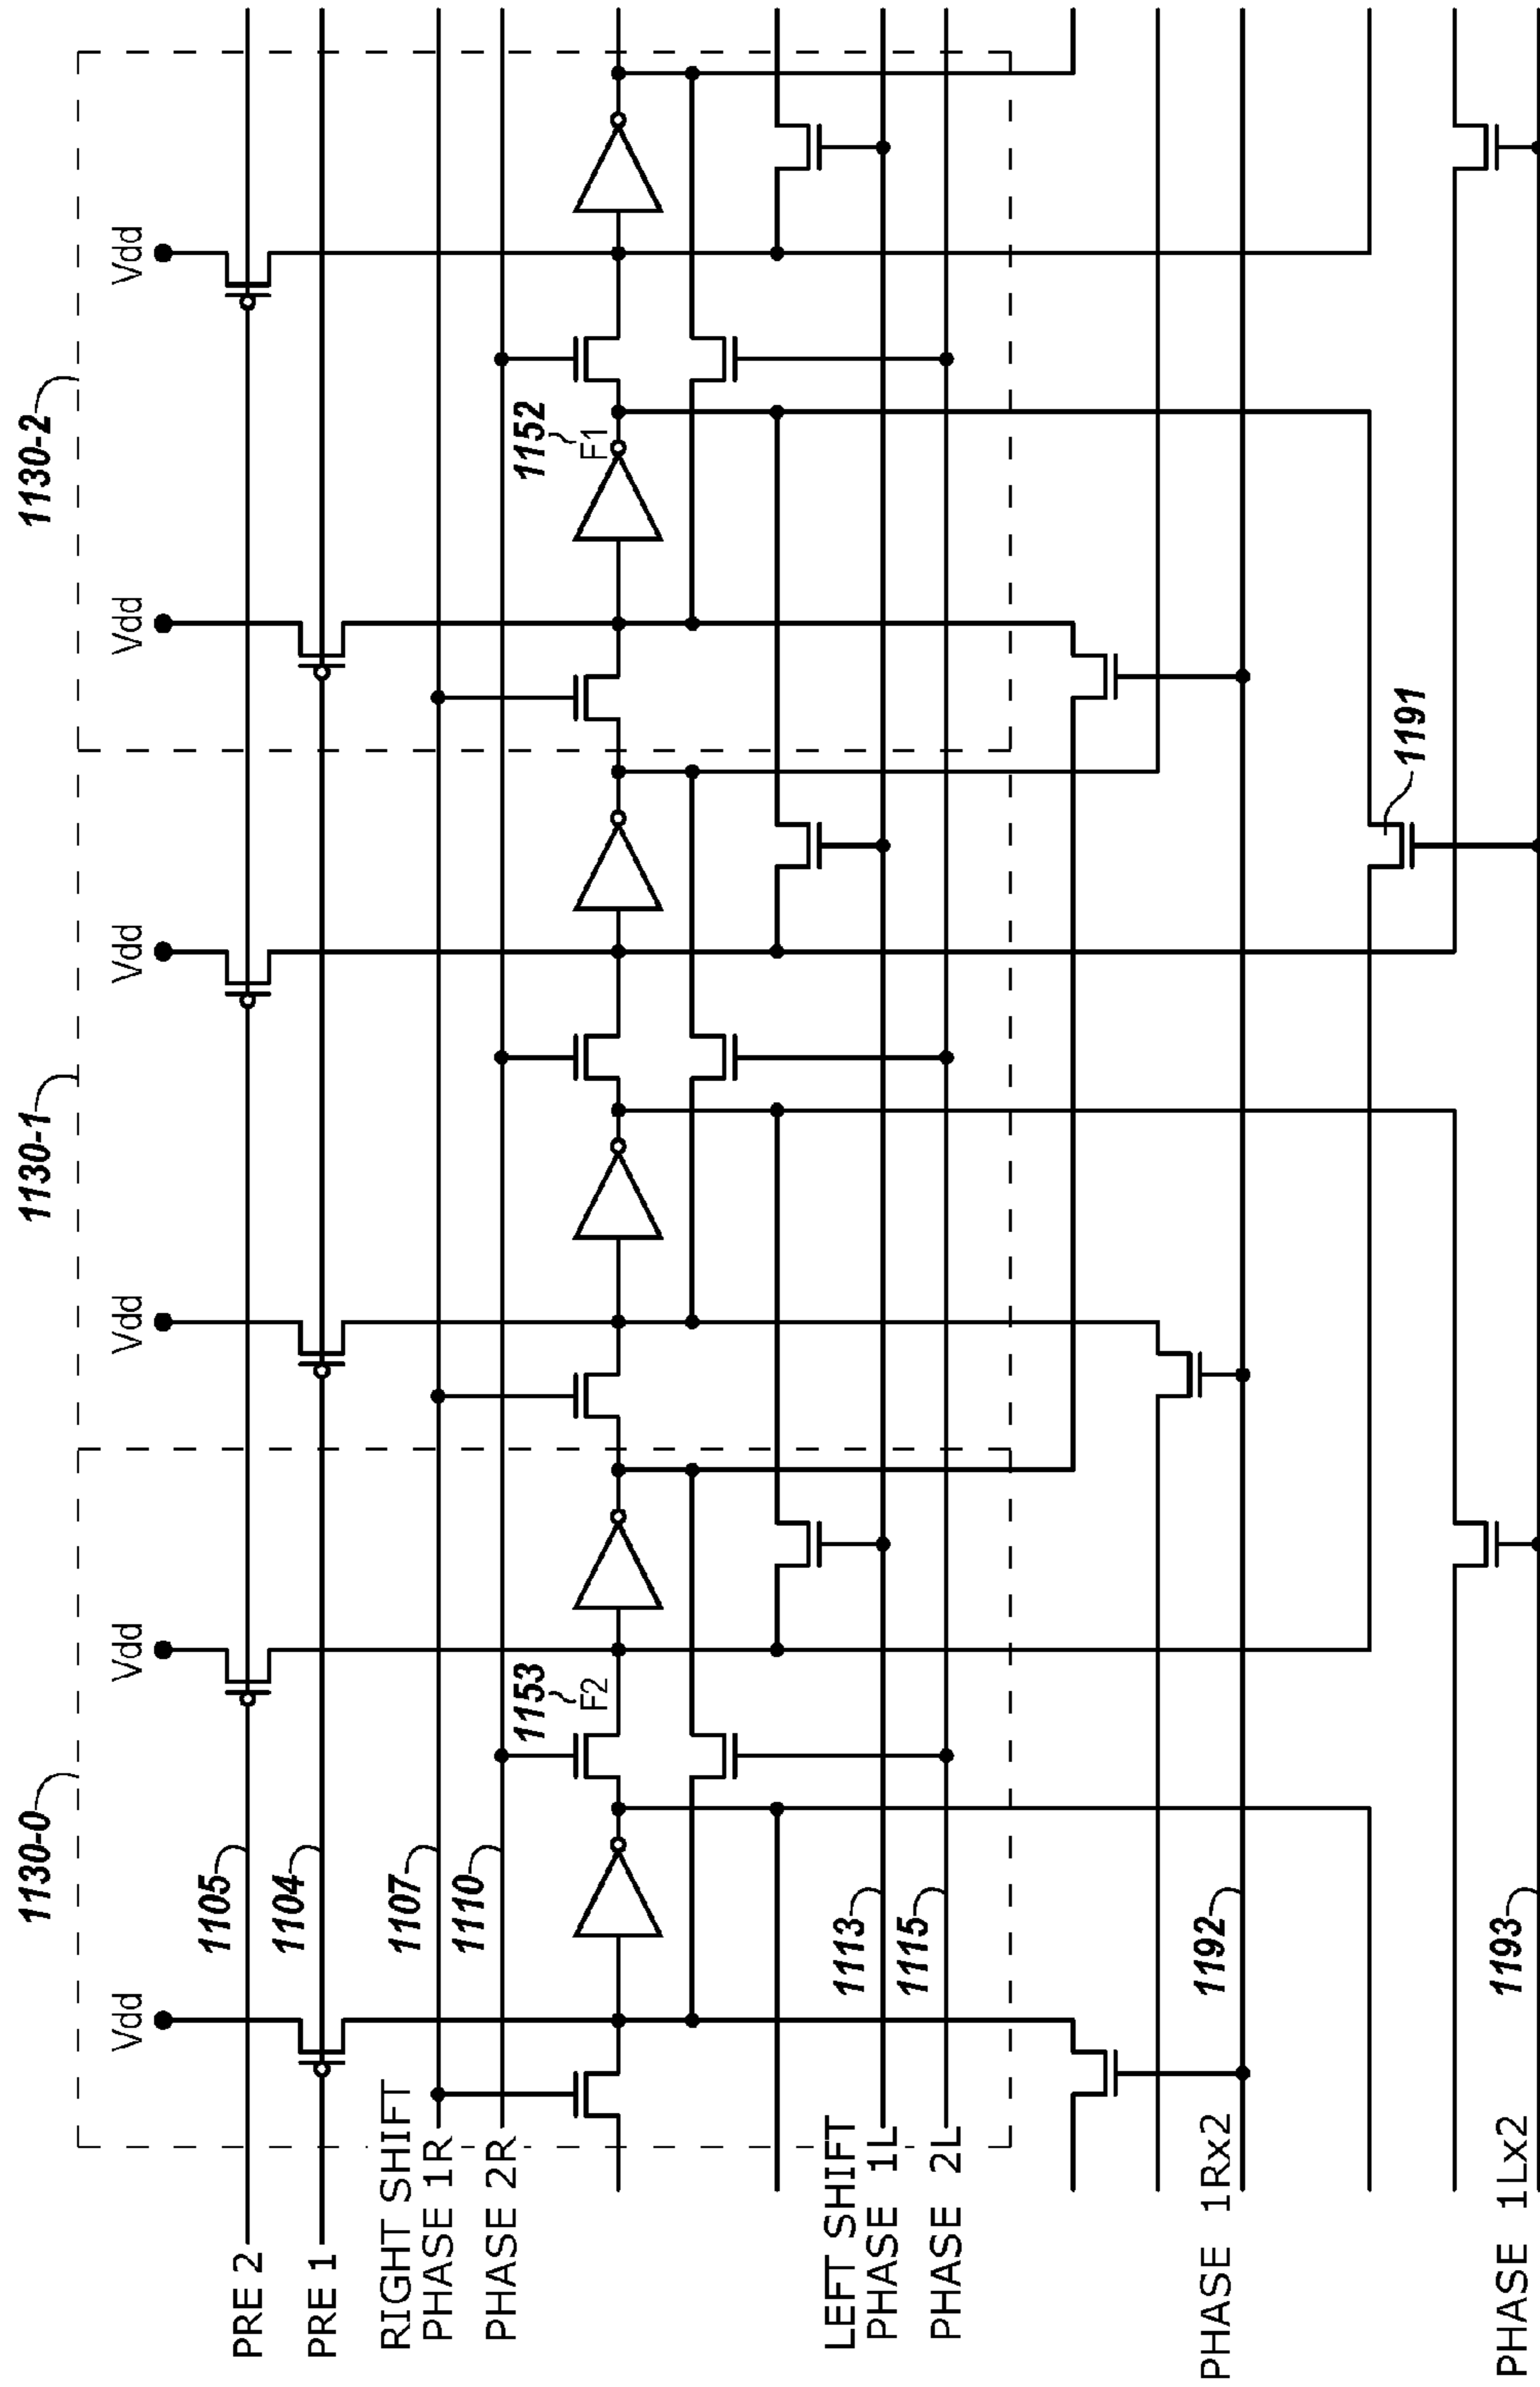 1130-0
1130-1
1130-2
Vdd
Vdd
Vdd
Vdd
Vdd
Vdd
PRE 2
1105
PRE 1
1104
RIGHT SHIFT
PHASE 1R
1107
PHASE 2R
1110
1153
F2
1152
F1
LEFT SHIFT
PHASE 1L
1113
PHASE 2L
1115
PHASE 1Rx2
1192
1191
PHASE 1Lx2
1193